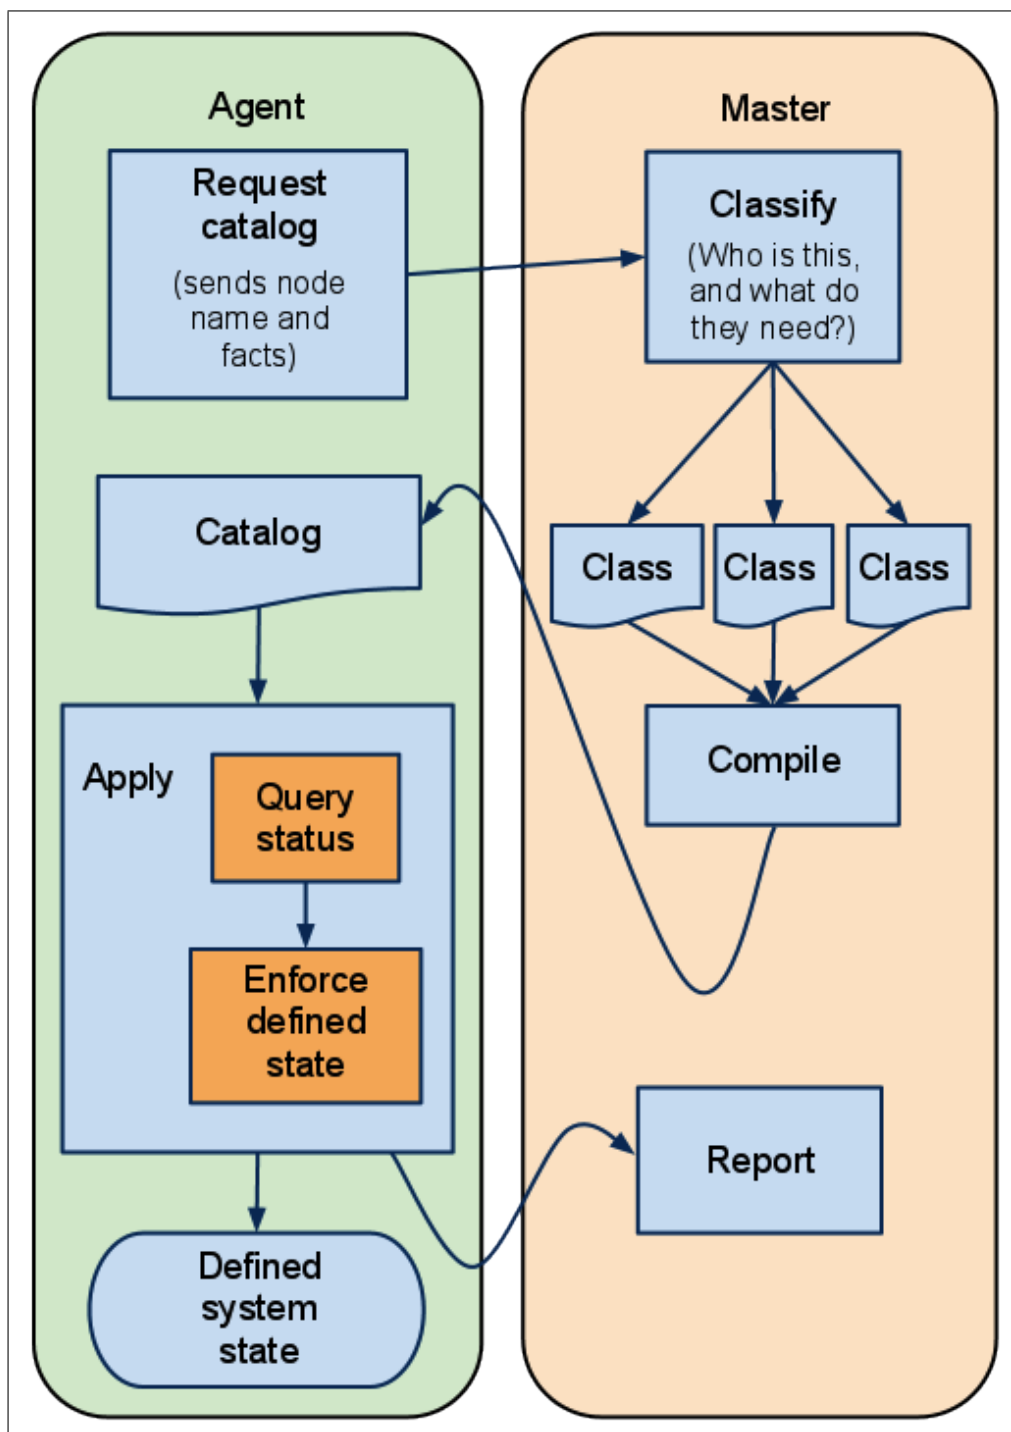 Agent
Request
catalog
(sends node
name and
facts)
Catalog
Apply
Query
status
Enforce
defined
state
Defined
system
state
Master
Classify
(Who is this,
and what do
they need?)
Class
Class
Class
Compile
Report